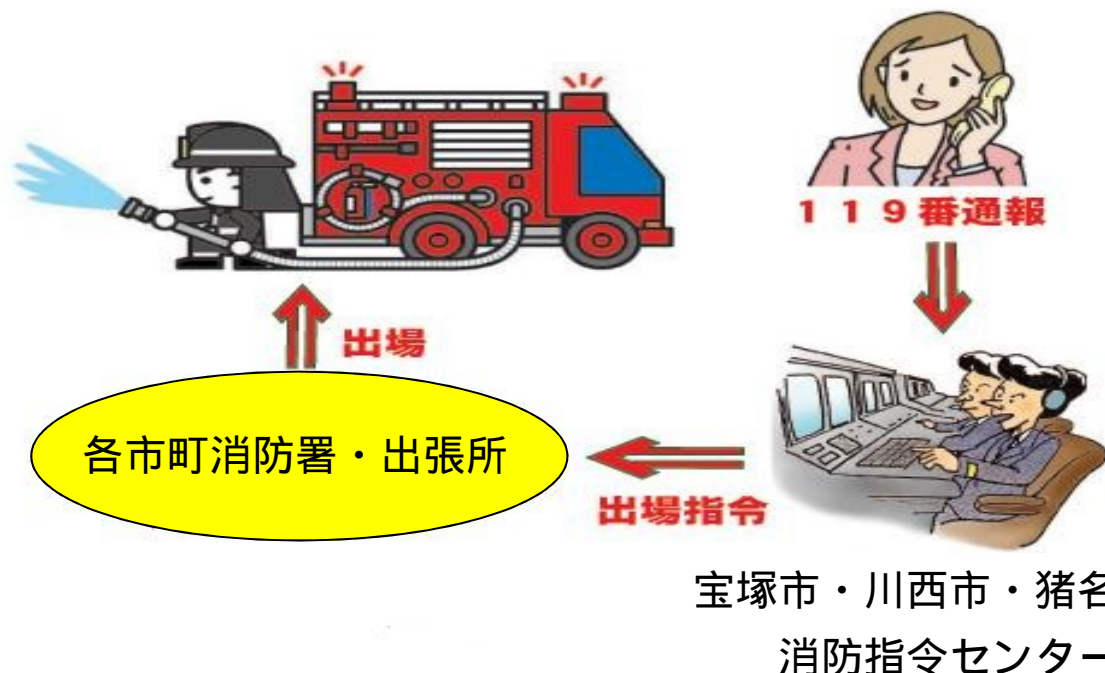 １１９番通報
出場
各市町消防署・出張所
出場指令
宝塚市・川西市・猪名
消防指令センター